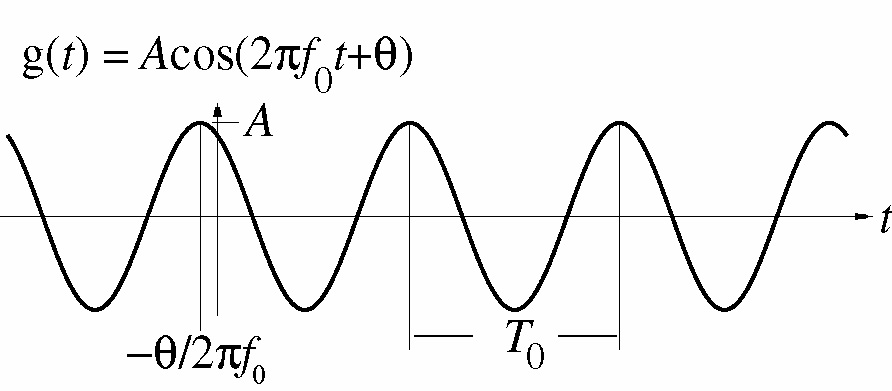 g(t) = Acos(2πf₀t+θ)
A
t
−θ/2πf₀
T₀